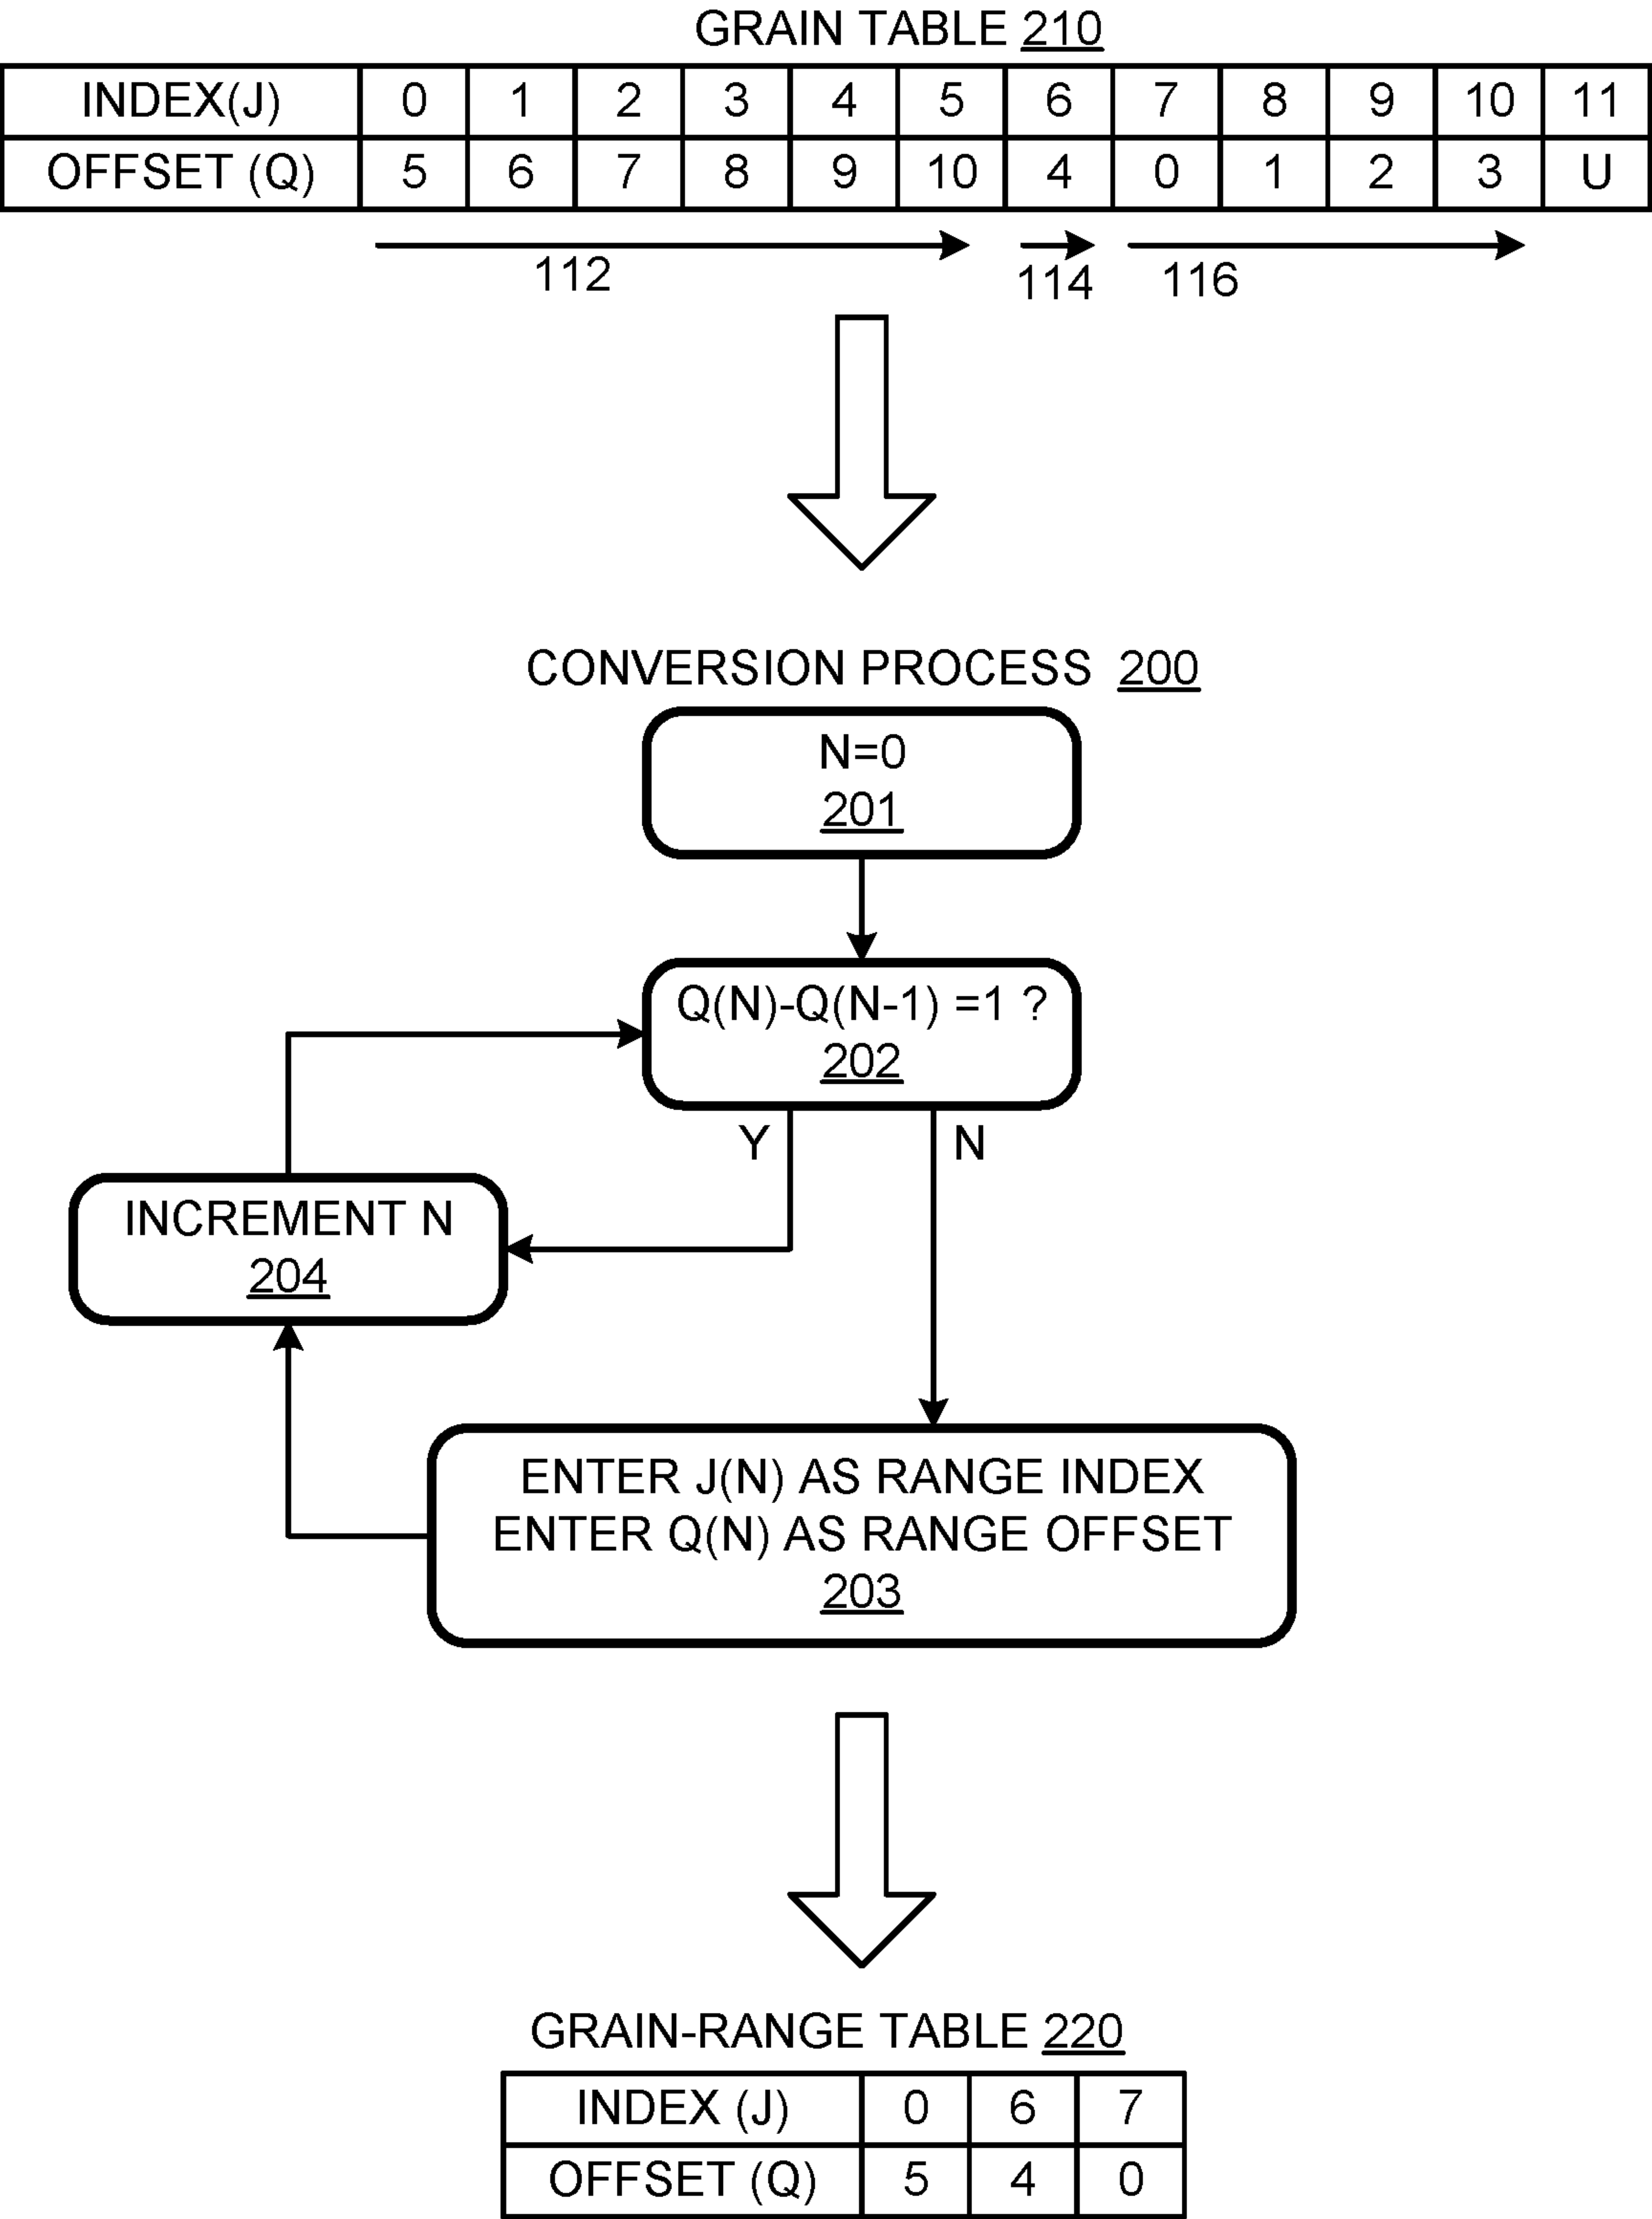 GRAIN TABLE 210
INDEX(J) 0 1 2 3 4 5 6 7 8 9 10 11
OFFSET (Q) 5 6 7 8 9 10 4 0 1 2 3 U
112 114 116
CONVERSION PROCESS 200
N=0
201
Q(N)-Q(N-1) =1 ?
202
Y N
INCREMENT N
204
ENTER J(N) AS RANGE INDEX
ENTER Q(N) AS RANGE OFFSET
203
GRAIN-RANGE TABLE 220
INDEX (J) 0 6 7
OFFSET (Q) 5 4 0